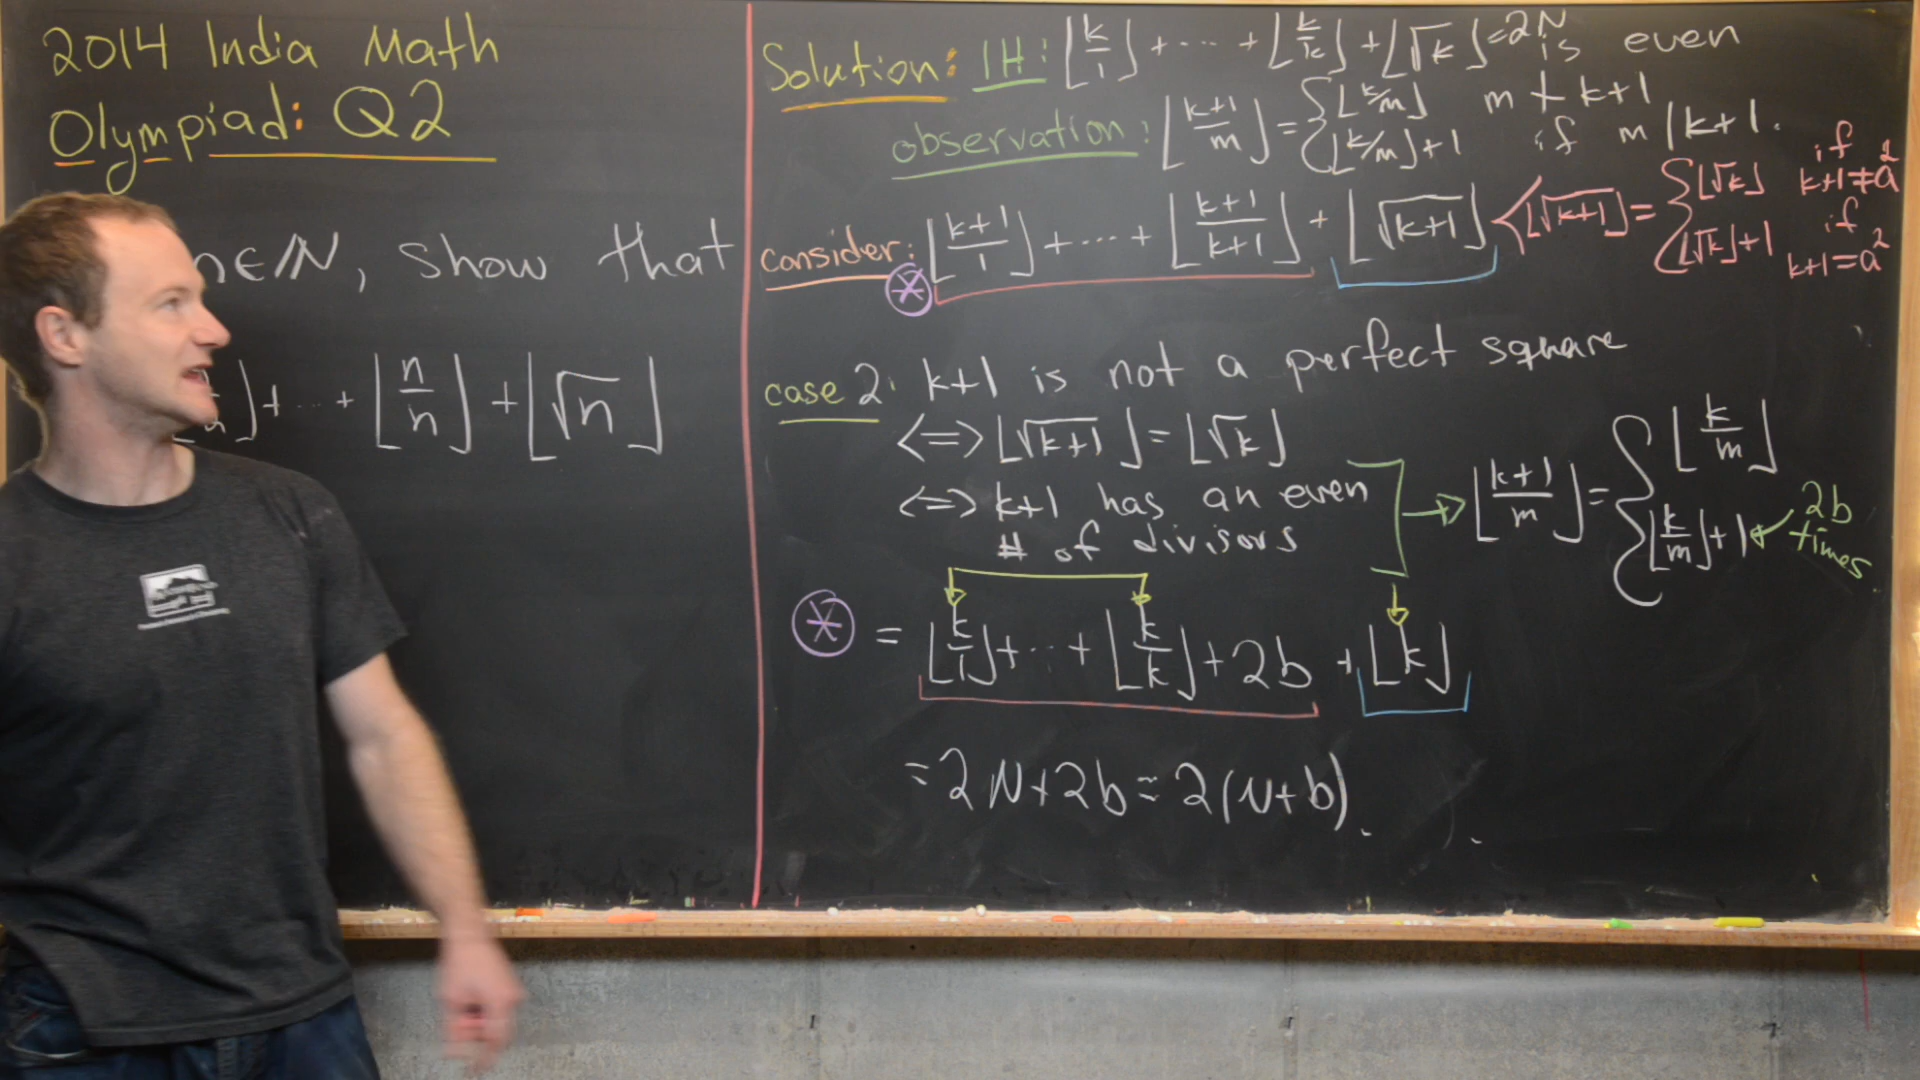 2014 India Math
Olympiad: Q2
n∈ℕ, show that
⌋+ ... + ⌊n/n⌋ + ⌊√n⌋
Solution: IH: ⌊k/1⌋ + ... + ⌊k/k⌋ + ⌊√k⌋ = 2N is even
observation: ⌊(k+1)/m⌋ = { ⌊k/m⌋ m ∤ k+1
⌊k/m⌋+1 if m | k+1.
consider: ⌊(k+1)/1⌋ + ... + ⌊(k+1)/(k+1)⌋ + ⌊√(k+1)⌋
⌊√(k+1)⌋ = { ⌊√k⌋ if k+1≠a²
⌊√k⌋+1 if k+1=a²
*
case 2: k+1 is not a perfect square
<=> ⌊√(k+1)⌋ = ⌊√k⌋
<=> k+1 has an even
# of divisors
→ ⌊(k+1)/m⌋ = { ⌊k/m⌋
⌊k/m⌋+1 ← 2b times
* = ⌊k/1⌋ + ... + ⌊k/k⌋ + 2b + ⌊k⌋
= 2N+2b = 2(N+b).